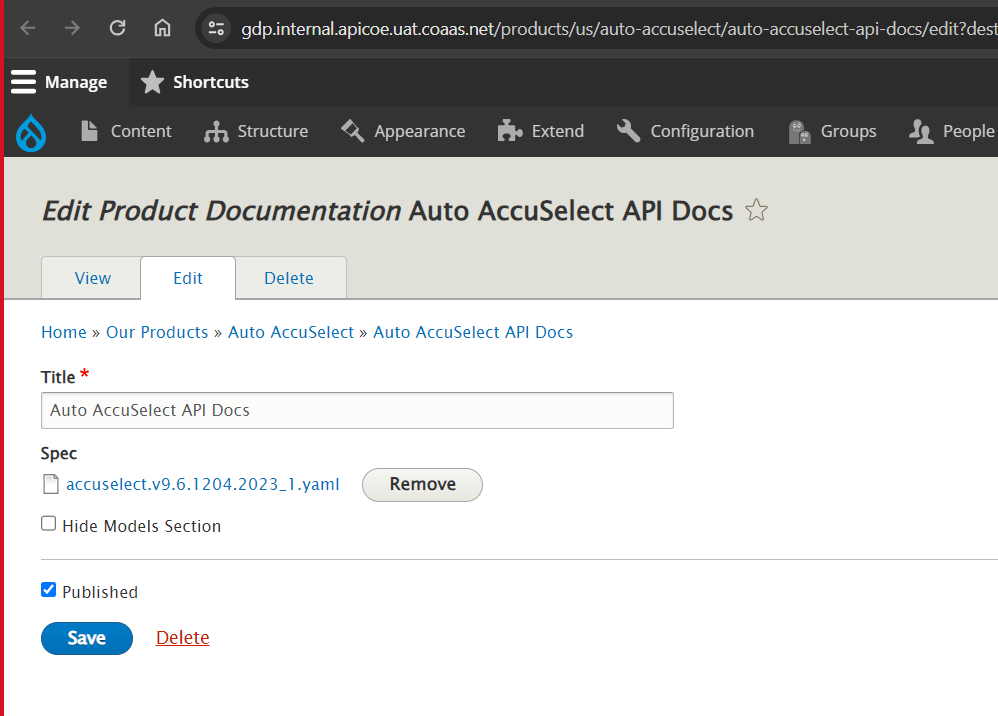 gdp.internal.apicoe.uat.coaas.net/products/us/auto-accuselect/auto-accuselect-api-docs/edit?dest
Manage Shortcuts
Content Structure Appearance Extend Configuration Groups People
Edit Product Documentation Auto AccuSelect API Docs
View Edit Delete
Home » Our Products » Auto AccuSelect » Auto AccuSelect API Docs
Title *
Auto AccuSelect API Docs
Spec
accuselect.v9.6.1204.2023_1.yaml Remove
Hide Models Section
Published
Save Delete